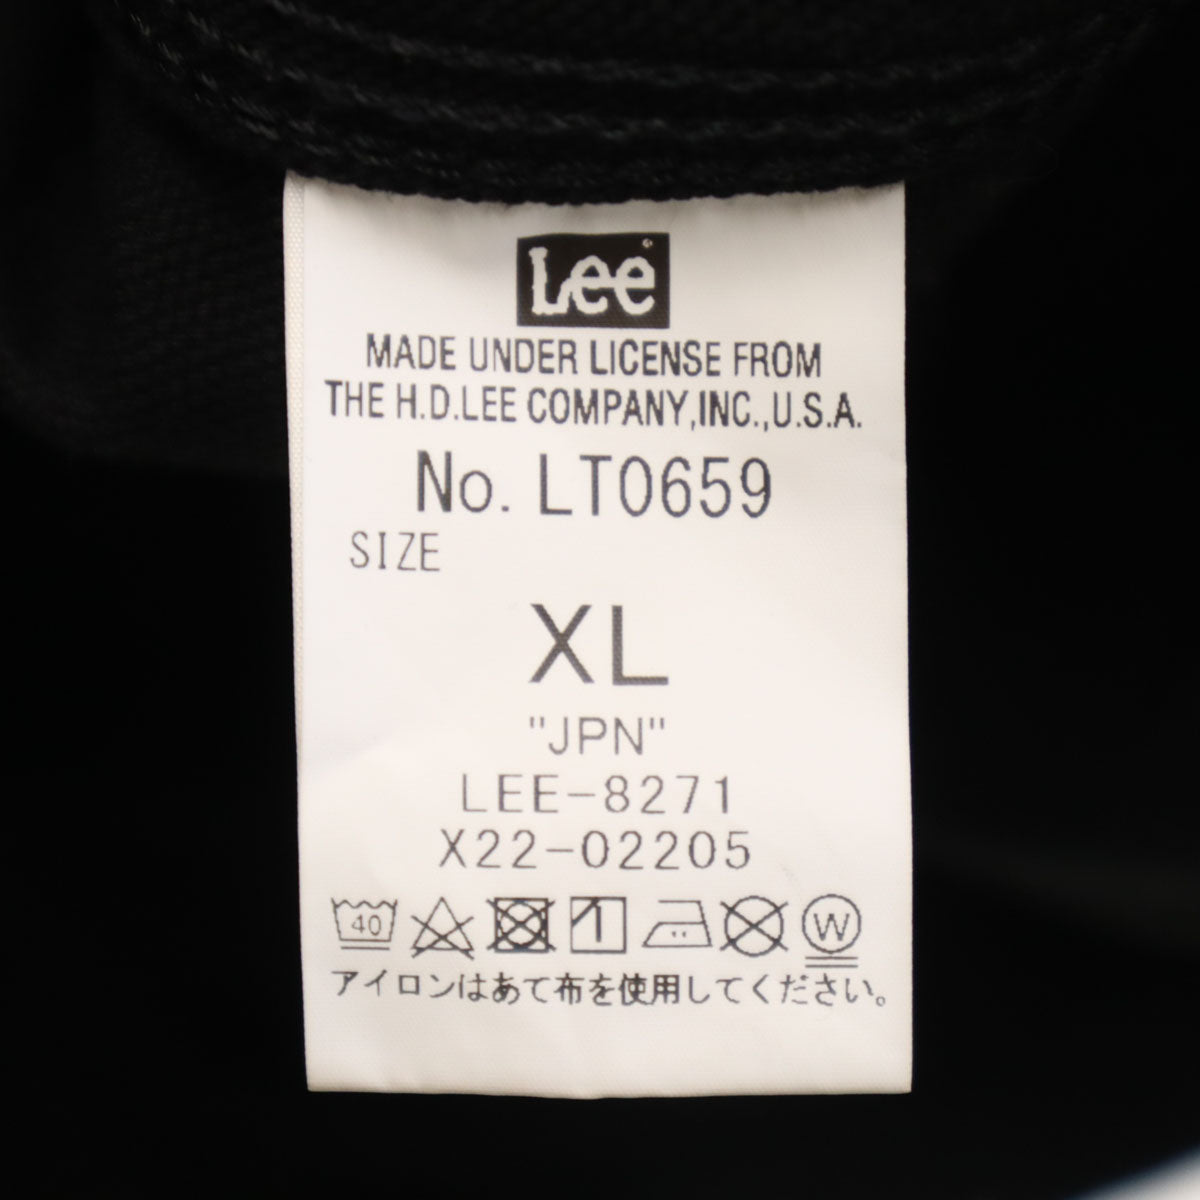 Lee®
MADE UNDER LICENSE FROM
THE H.D.LEE COMPANY,INC.,U.S.A.
No. LT0659
SIZE
XL
"JPN"
LEE-8271
X22-02205
40 W
アイロンはあて布を使用してください。